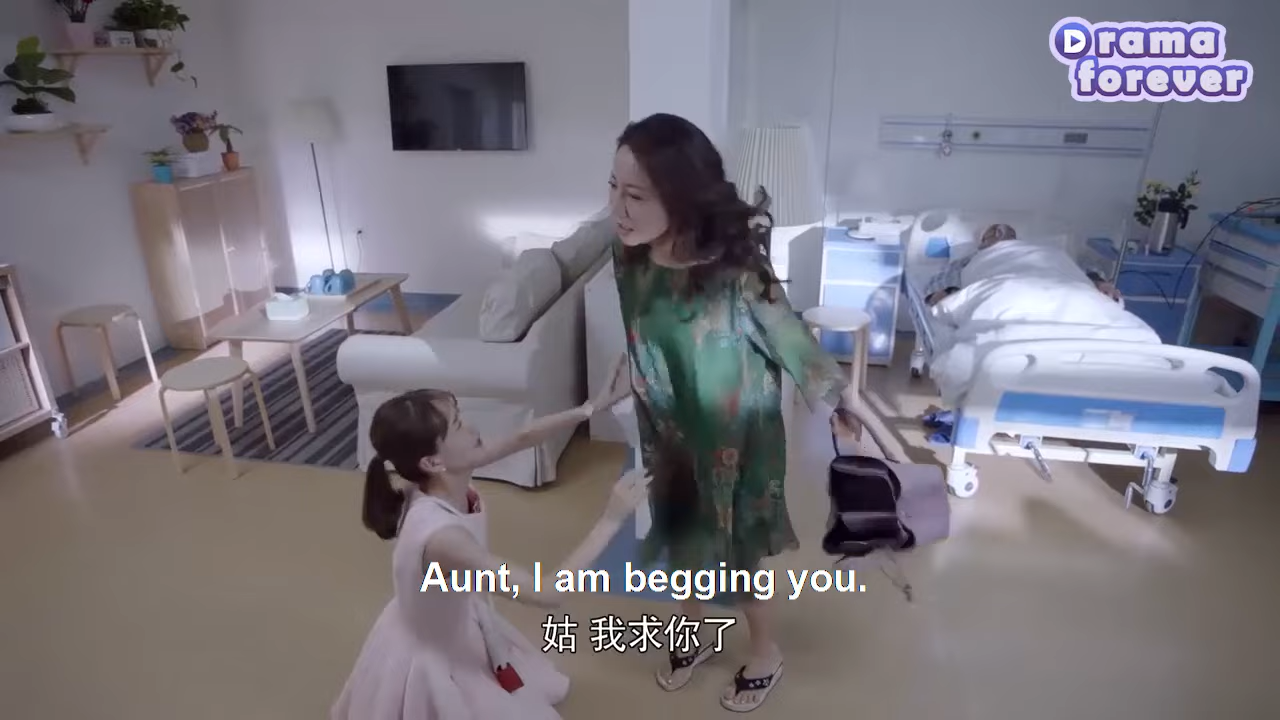 Drama
forever
Aunt, I am begging you.
姑 我求你了